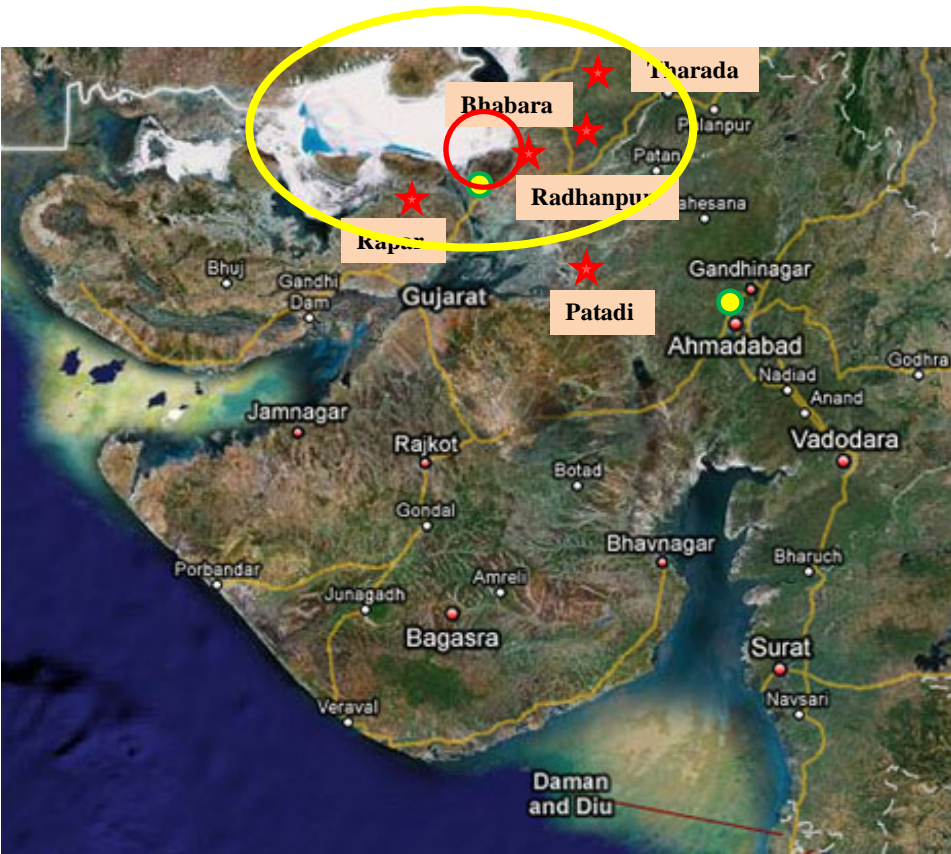 Tharada
Bhabara
Palanpur
Patan
Radhanpur
Mahesana
Rapar
Bhuj
Gandhi
Dam
Gujarat
Gandhinagar
Patadi
Ahmadabad
Godhra
Nadiad
Anand
Jamnagar
Rajkot
Vadodara
Botad
Gondal
Bhavnagar
Bharuch
Porbandar
Junagadh
Amreli
Bagasra
Surat
Navsari
Veraval
Daman
and Diu